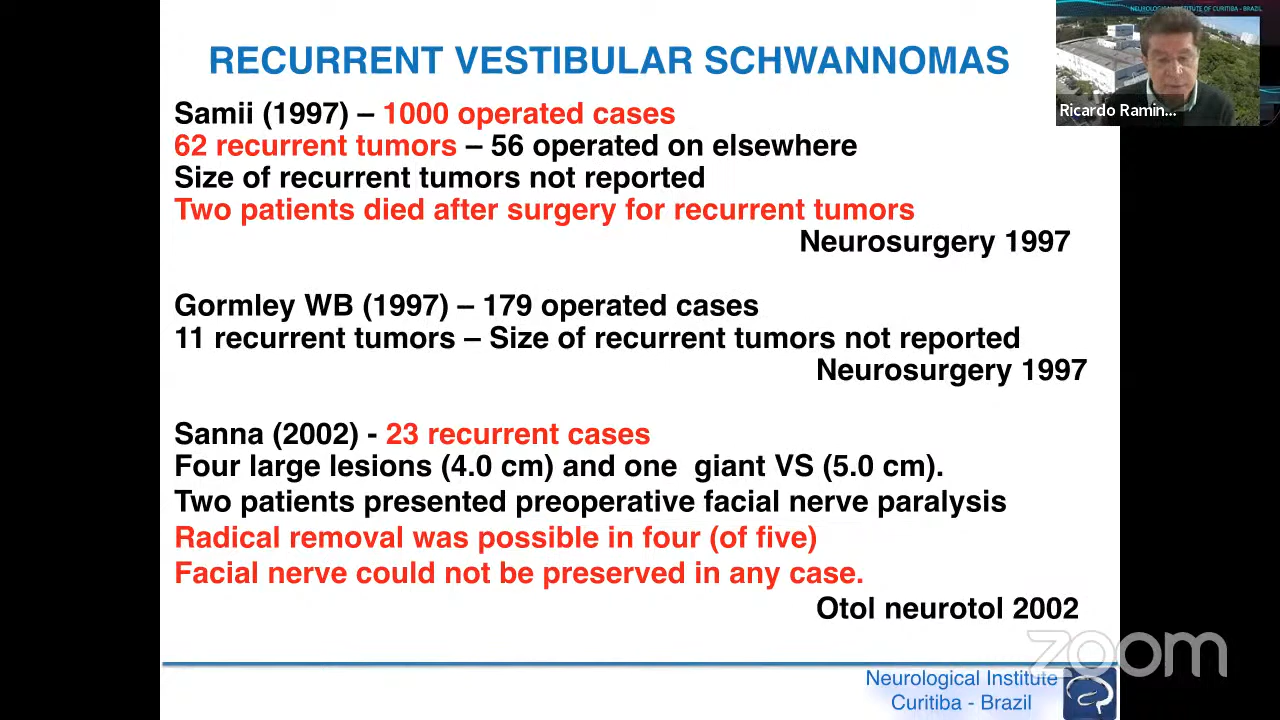 NEUROLOGICAL INSTITUTE OF CURITIBA - BRAZIL
RECURRENT VESTIBULAR SCHWANNOMAS
Ricardo Ramin...
Samii (1997) – 1000 operated cases
62 recurrent tumors – 56 operated on elsewhere
Size of recurrent tumors not reported
Two patients died after surgery for recurrent tumors
Neurosurgery 1997
Gormley WB (1997) – 179 operated cases
11 recurrent tumors – Size of recurrent tumors not reported
Neurosurgery 1997
Sanna (2002) - 23 recurrent cases
Four large lesions (4.0 cm) and one  giant VS (5.0 cm).
Two patients presented preoperative facial nerve paralysis
Radical removal was possible in four (of five)
Facial nerve could not be preserved in any case.
Otol neurotol 2002
zoom
Neurological Institute
Curitiba - Brazil